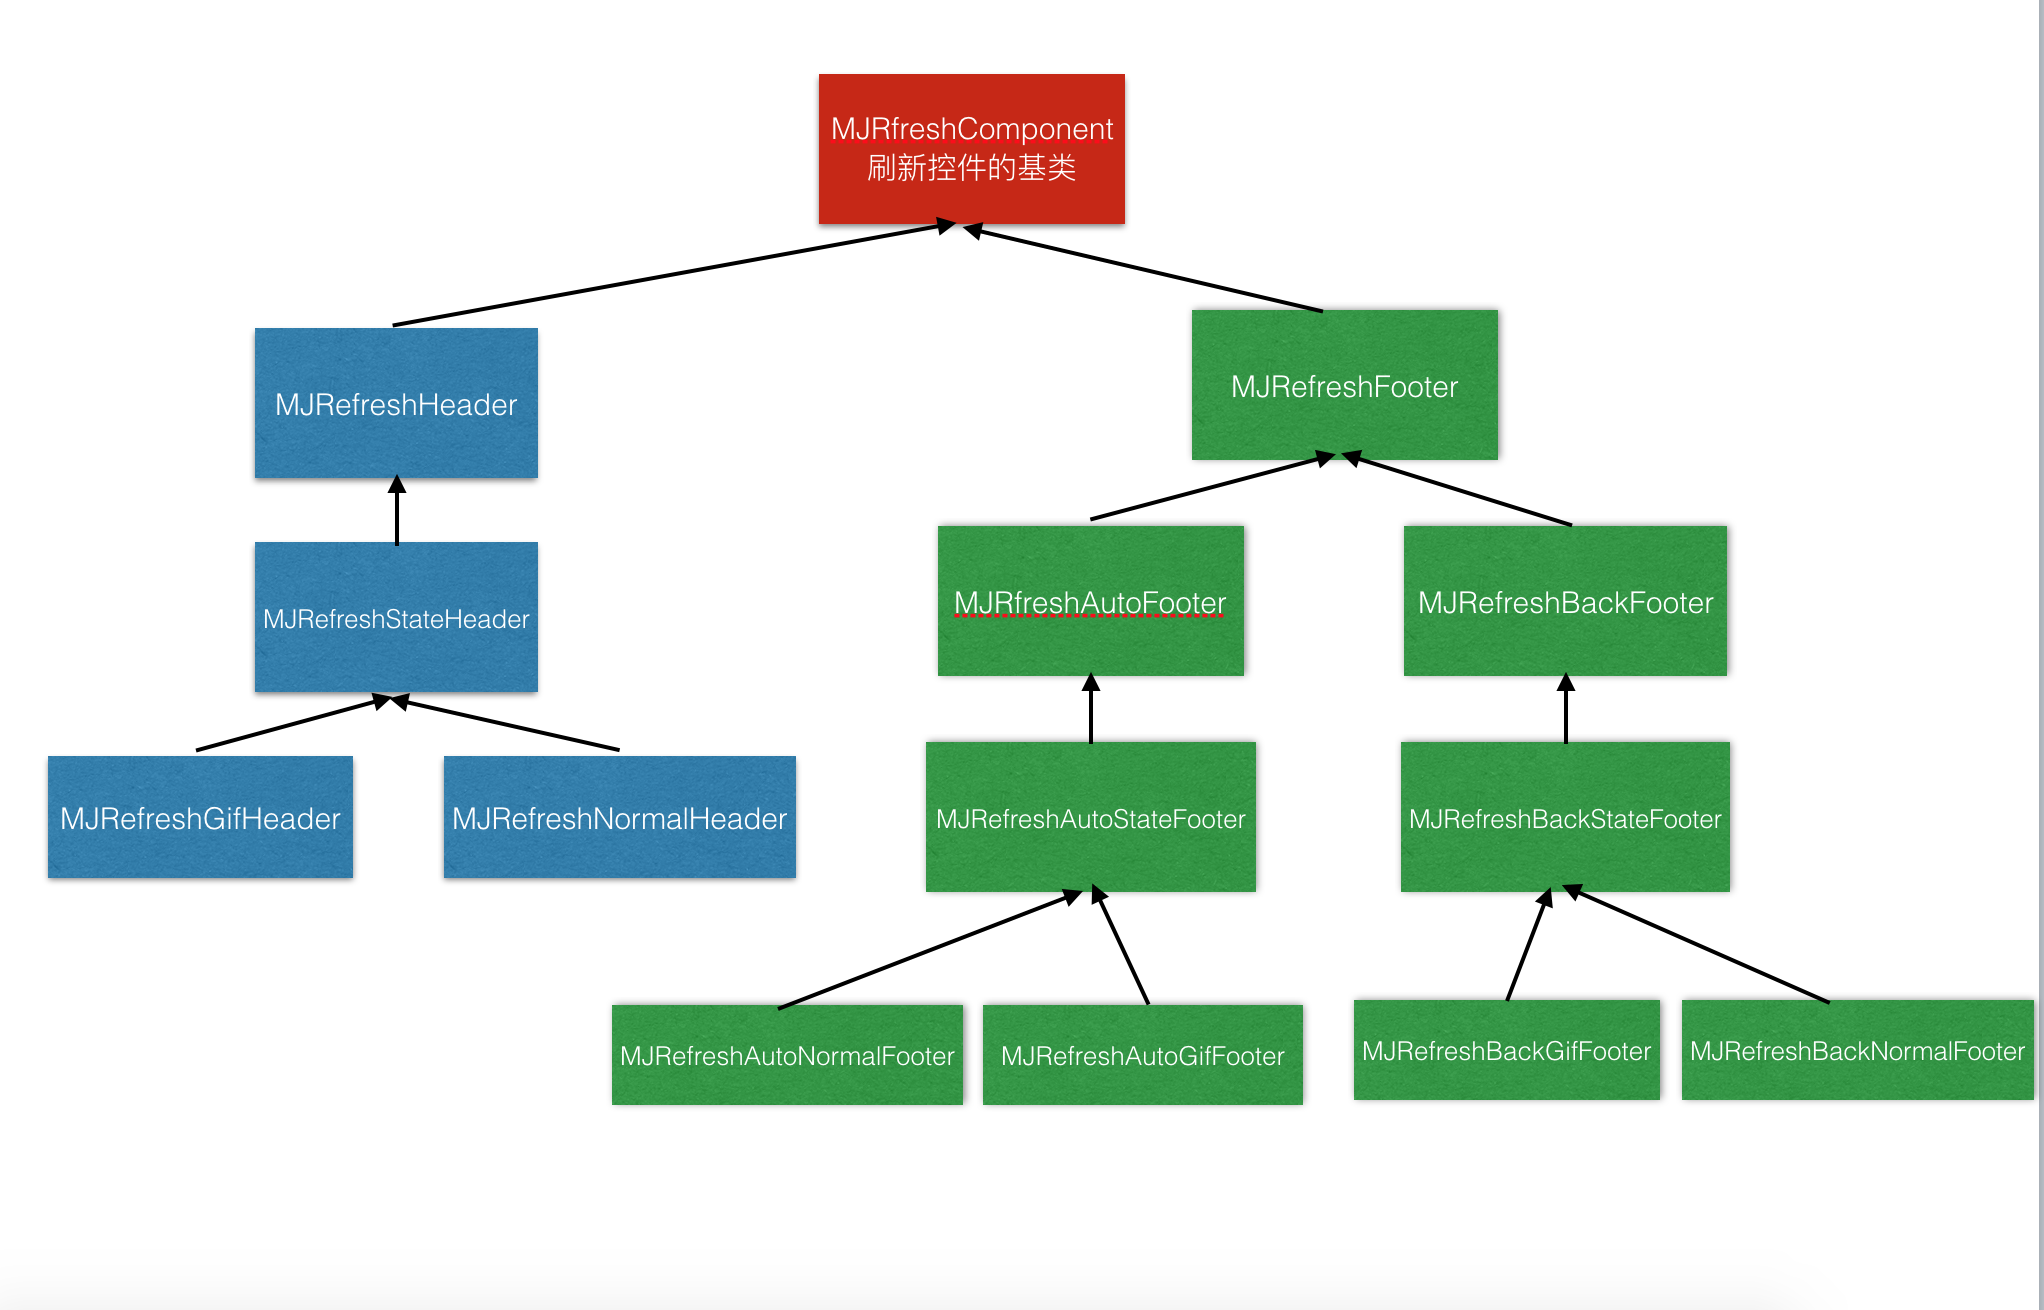 MJRfreshComponent
刷新控件的基类
MJRefreshHeader
MJRefreshFooter
MJRefreshStateHeader
MJRfreshAutoFooter
MJRefreshBackFooter
MJRefreshGifHeader
MJRefreshNormalHeader
MJRefreshAutoStateFooter
MJRefreshBackStateFooter
MJRefreshAutoNormalFooter
MJRefreshAutoGifFooter
MJRefreshBackGifFooter
MJRefreshBackNormalFooter